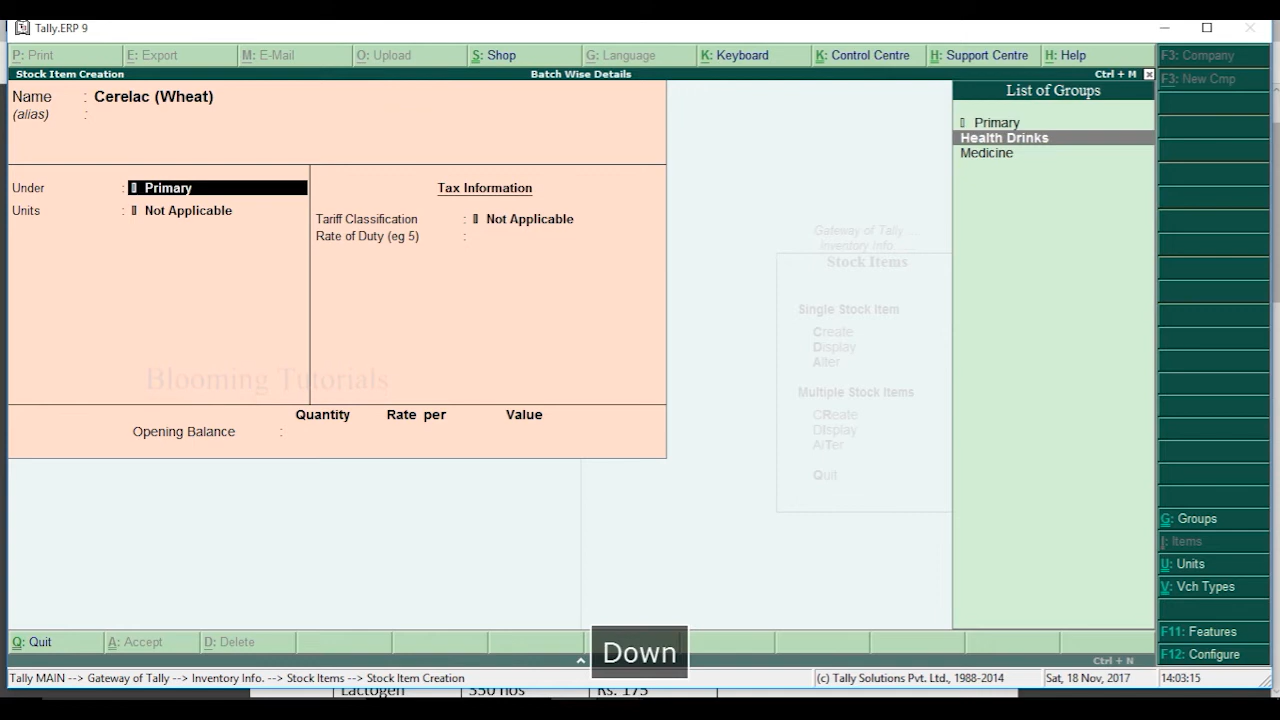 Tally.ERP 9
P: Print E: Export M: E-Mail O: Upload S: Shop G: Language K: Keyboard K: Control Centre H: Support Centre H: Help
Stock Item Creation Batch Wise Details Ctrl + M
Name : Cerelac (Wheat)
(alias) :
Under : Primary
Units : Not Applicable
Tax Information
Tariff Classification : Not Applicable
Rate of Duty (eg 5) :
Blooming Tutorials
Quantity Rate per Value
Opening Balance :
Gateway of Tally ....
Inventory Info. .....
Stock Items
Single Stock Item
Create
Display
Alter
Multiple Stock Items
CReate
DIsplay
AlTer
Quit
List of Groups
Primary
Health Drinks
Medicine
F3: Company
F3: New Cmp
G: Groups
I: Items
U: Units
V: Vch Types
F11: Features
F12: Configure
Q: Quit A: Accept D: Delete
Down
Ctrl + N
Tally MAIN --> Gateway of Tally --> Inventory Info. --> Stock Items --> Stock Item Creation (c) Tally Solutions Pvt. Ltd., 1988-2014 Sat, 18 Nov, 2017 14:03:15
Lactogen 350 nos Rs. 175